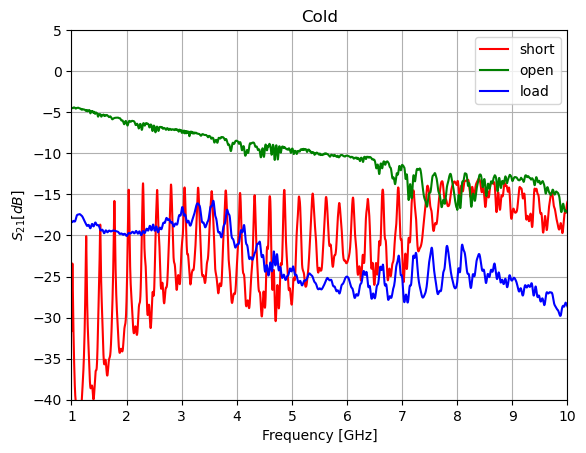 Cold
short
open
load
5
0
−5
−10
−15
−20
−25
−30
−35
−40
S21[dB]
1 2 3 4 5 6 7 8 9 10
Frequency [GHz]